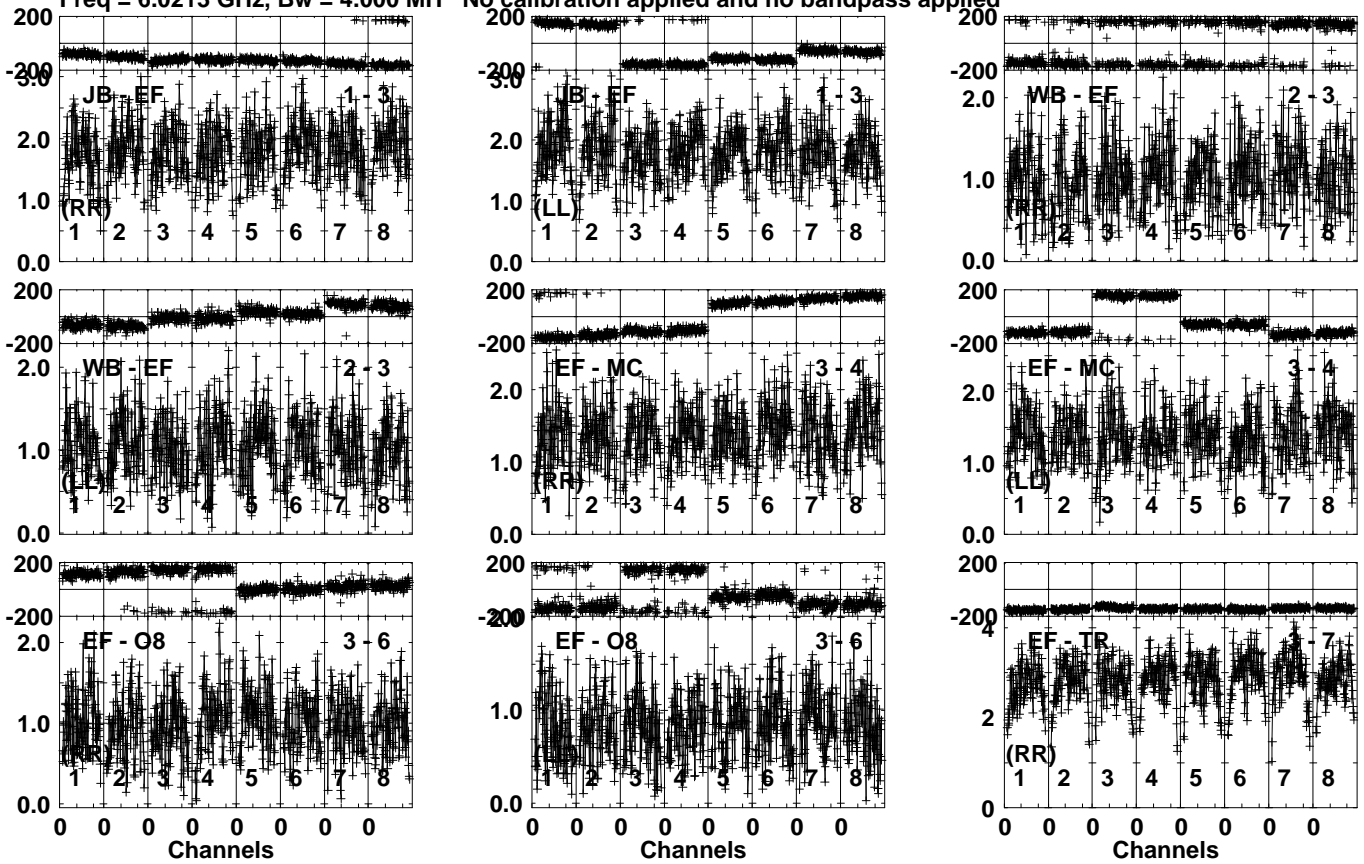 Freq = 6.0213 GHz, Bw = 4.000 MH No calibration applied and no bandpass applied
200 200 200
-200 -200 -200
3.0 3.0
JB - EF 1 - 3 JB - EF 1 - 3 WB - EF 2 - 3
2.0 2.0 2.0
1.0 1.0 1.0
(RR) (LL) (RR)
1 2 3 4 5 6 7 8 1 2 3 4 5 6 7 8 1 2 3 4 5 6 7 8
0.0 0.0 0.0
200 200 200
-200 -200 -200
WB - EF 2 - 3 EF - MC 3 - 4 EF - MC 3 - 4
2.0 2.0 2.0
1.0 1.0 1.0
(LL) (RR) (LL)
1 2 3 4 5 6 7 8 1 2 3 4 5 6 7 8 1 2 3 4 5 6 7 8
0.0 0.0 0.0
200 200 200
-200 -200 -200
2.0 2.0 4
EF - O8 3 - 6 EF - O8 3 - 6 EF - TR 3 - 7
1.0 1.0 2
(RR) (LL) (RR)
1 2 3 4 5 6 7 8 1 2 3 4 5 6 7 8 1 2 3 4 5 6 7 8
0.0 0.0 0
0 0 0 0 0 0 0 0 0 0 0 0 0 0 0 0 0 0 0 0 0 0 0 0
Channels Channels Channels